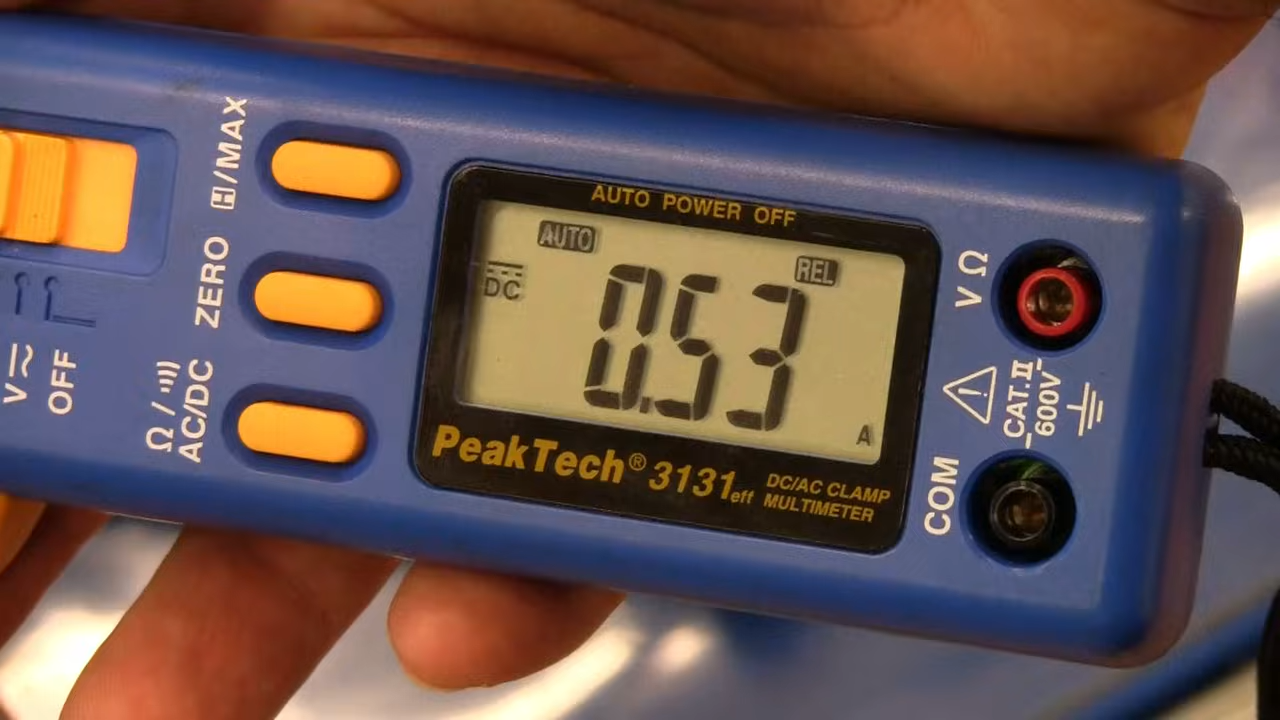 H/MAX
ZERO
Ω / AC/DC
V
OFF
AUTO POWER OFF
AUTO
REL
DC
0.53
A
PeakTech® 3131eff
DC/AC CLAMP
MULTIMETER
V Ω
CAT.II
600V
COM